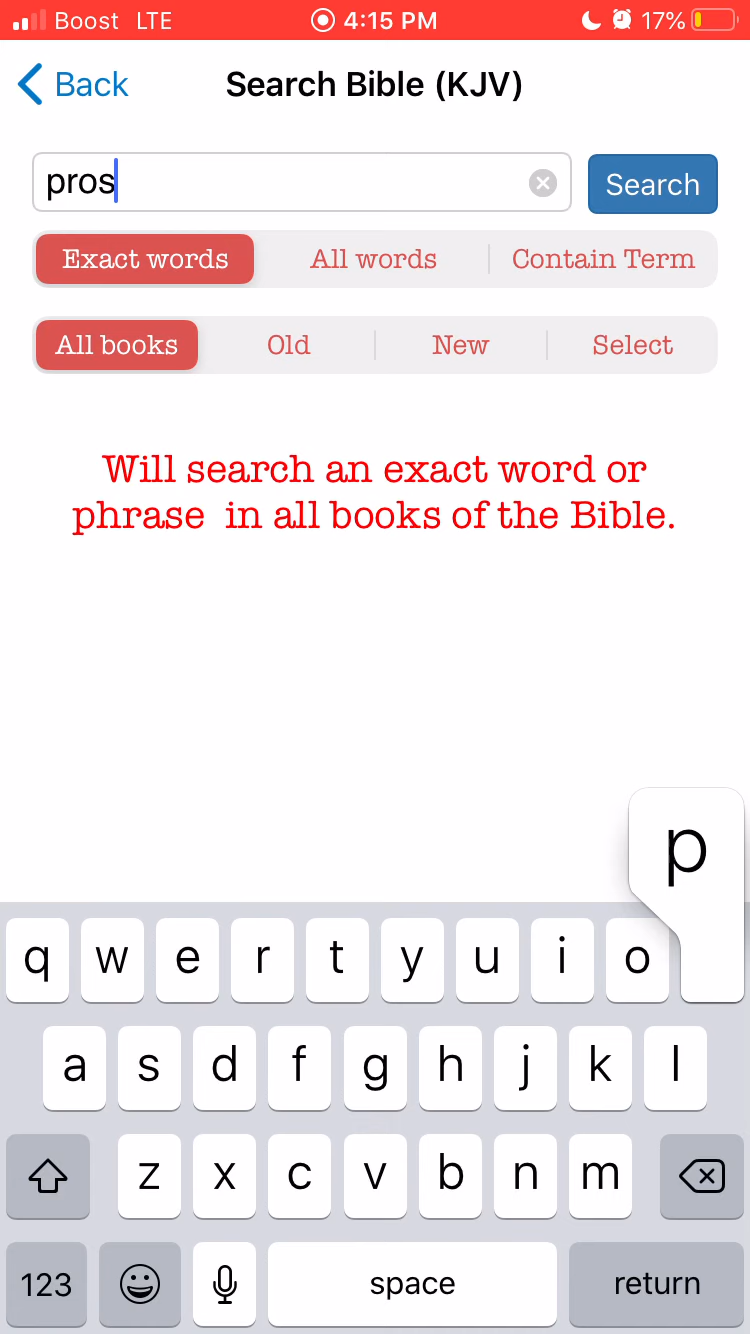 Boost LTE 4:15 PM 17%
Back Search Bible (KJV)
pros Search
Exact words All words Contain Term
All books Old New Select
Will search an exact word or
phrase in all books of the Bible.
p
q w e r t y u i o
a s d f g h j k l
z x c v b n m
123 space return